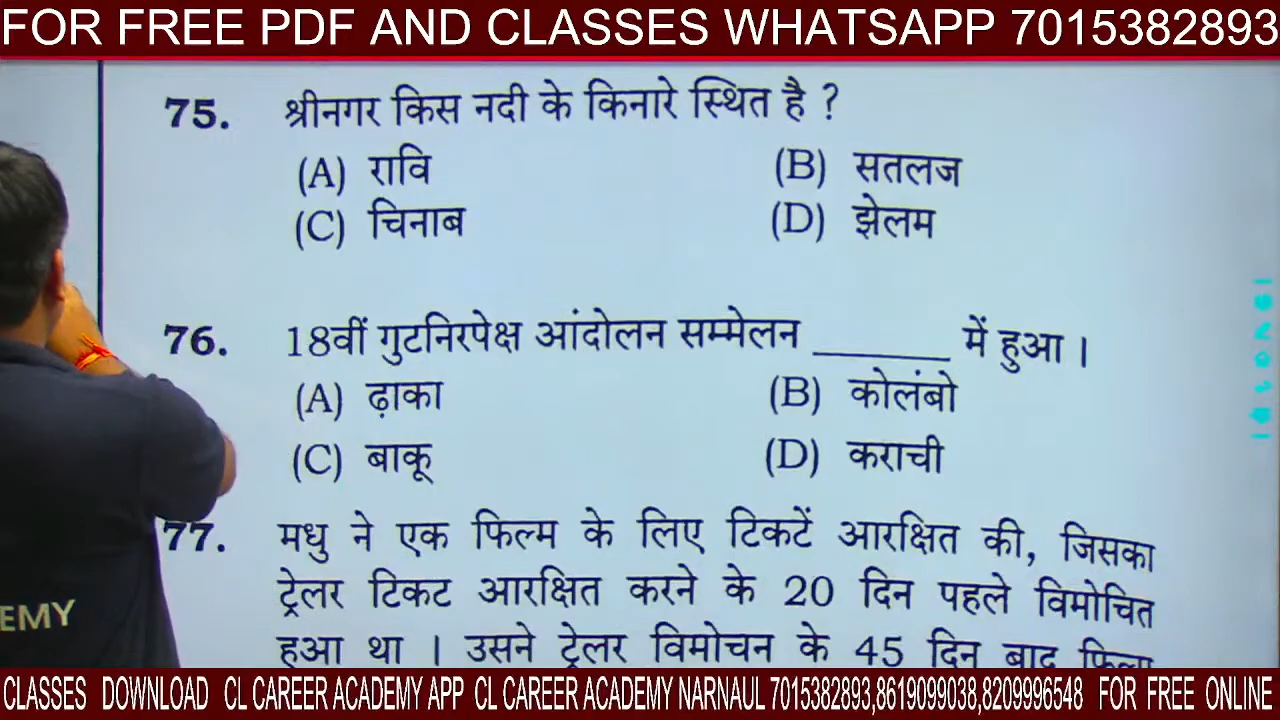 FOR FREE PDF AND CLASSES WHATSAPP 7015382893
75. श्रीनगर किस नदी के किनारे स्थित है ?
(A) रावि (B) सतलज
(C) चिनाब (D) झेलम
76. 18वीं गुटनिरपेक्ष आंदोलन सम्मेलन ________ में हुआ ।
(A) ढ़ाका (B) कोलंबो
(C) बाकू (D) कराची
77. मधु ने एक फिल्म के लिए टिकटें आरक्षित की, जिसका
ट्रेलर टिकट आरक्षित करने के 20 दिन पहले विमोचित
हुआ था । उसने ट्रेलर विमोचन के 45 दिन बाद फिल्म
EMY
CLASSES DOWNLOAD CL CAREER ACADEMY APP CL CAREER ACADEMY NARNAUL 7015382893,8619099038,8209996548 FOR FREE ONLINE